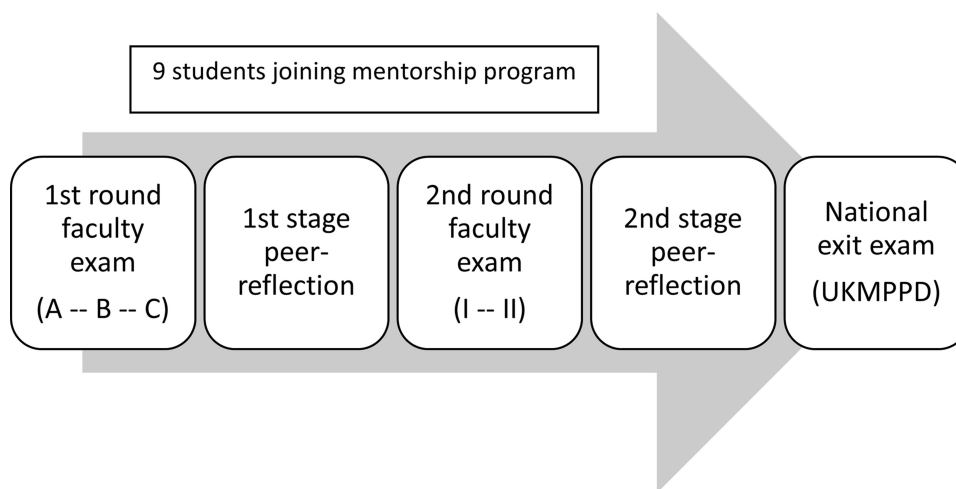 9 students joining mentorship program
1st round
faculty
exam
(A -- B -- C)
1st stage
peer-
reflection
2nd round
faculty
exam
(I -- II)
2nd stage
peer-
reflection
National
exit exam
(UKMPPD)